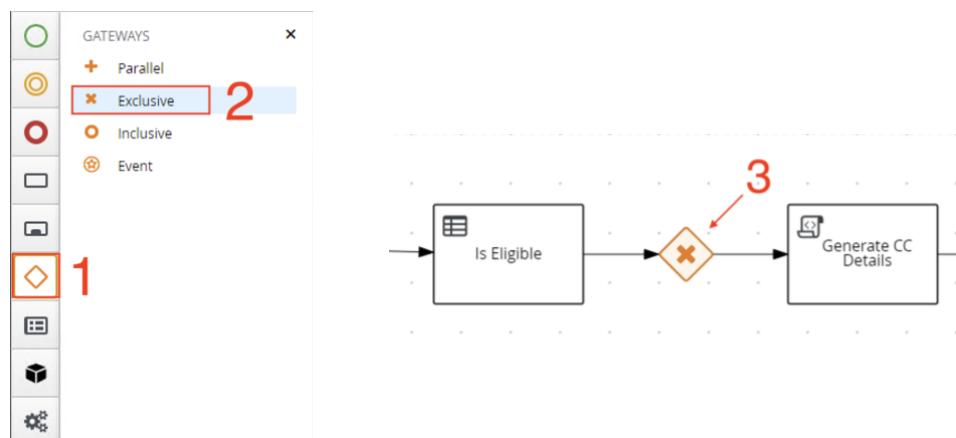 GATEWAYS ×
Parallel
Exclusive
2
Inclusive
Event
1
3
Is Eligible
Generate CC
Details